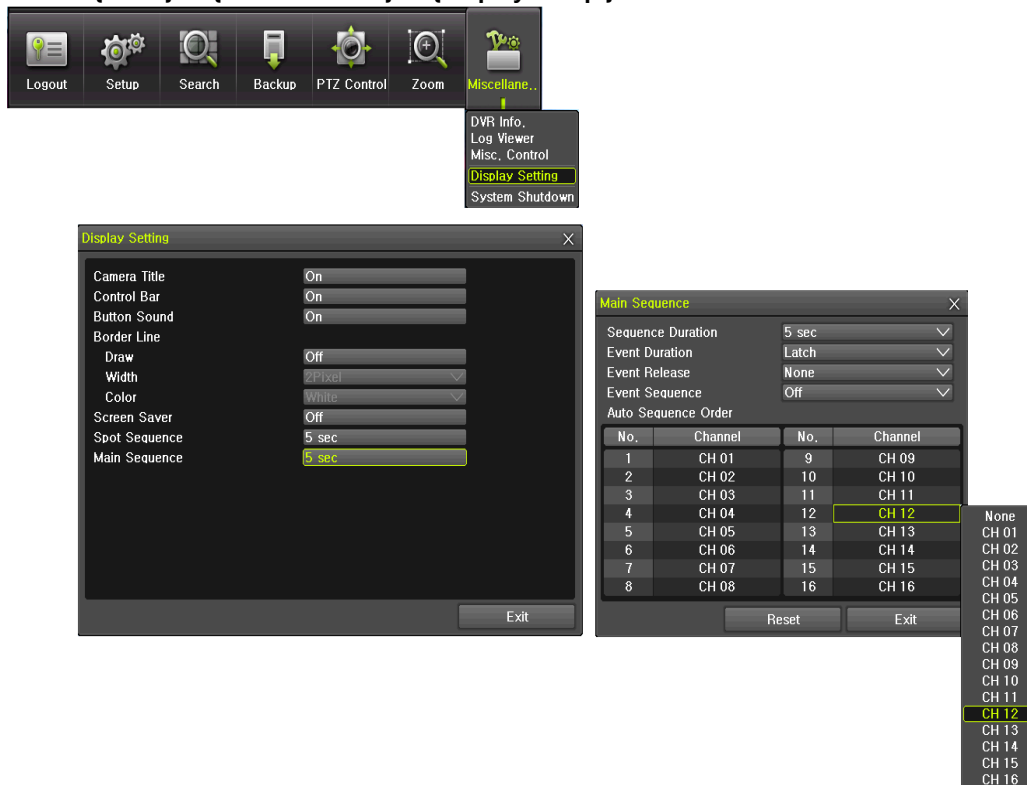 Logout Setup Search Backup PTZ Control Zoom Miscellane..
DVR Info.
Log Viewer
Misc. Control
Display Setting
System Shutdown
Display Setting X
Camera Title On
Control Bar On
Button Sound On
Border Line
Draw Off
Width 2Pixel
Color White
Screen Saver Off
Spot Sequence 5 sec
Main Sequence 5 sec
Exit
Main Sequence X
Sequence Duration 5 sec
Event Duration Latch
Event Release None
Event Sequence Off
Auto Sequence Order
No. Channel No. Channel
1 CH 01 9 CH 09
2 CH 02 10 CH 10
3 CH 03 11 CH 11
4 CH 04 12 CH 12
5 CH 05 13 CH 13
6 CH 06 14 CH 14
7 CH 07 15 CH 15
8 CH 08 16 CH 16
Reset Exit
None
CH 01
CH 02
CH 03
CH 04
CH 05
CH 06
CH 07
CH 08
CH 09
CH 10
CH 11
CH 12
CH 13
CH 14
CH 15
CH 16